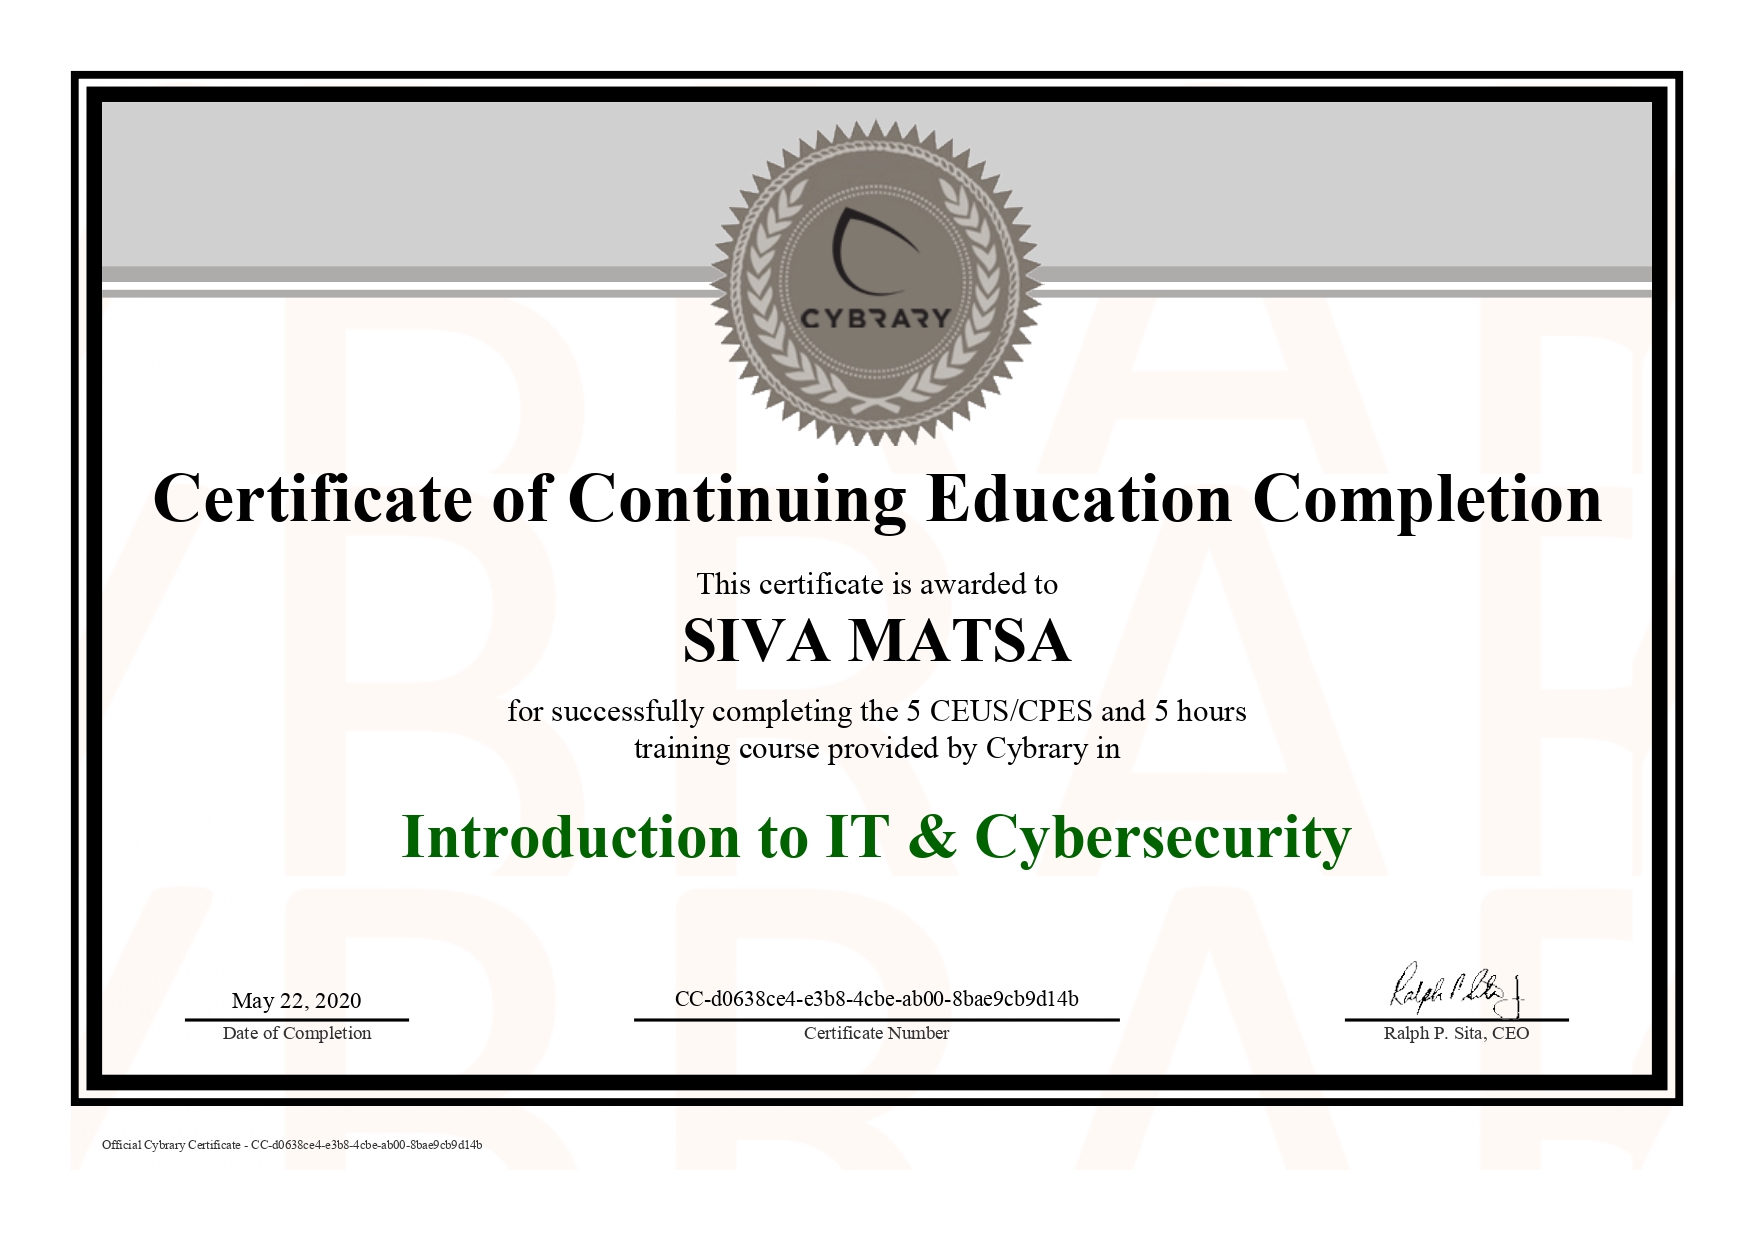 CYBRARY
Certificate of Continuing Education Completion
This certificate is awarded to
SIVA MATSA
for successfully completing the 5 CEUS/CPES and 5 hours
training course provided by Cybrary in
Introduction to IT & Cybersecurity
May 22, 2020
Date of Completion
CC-d0638ce4-e3b8-4cbe-ab00-8bae9cb9d14b
Certificate Number
Ralph P. Sita
Ralph P. Sita, CEO
Official Cybrary Certificate - CC-d0638ce4-e3b8-4cbe-ab00-8bae9cb9d14b